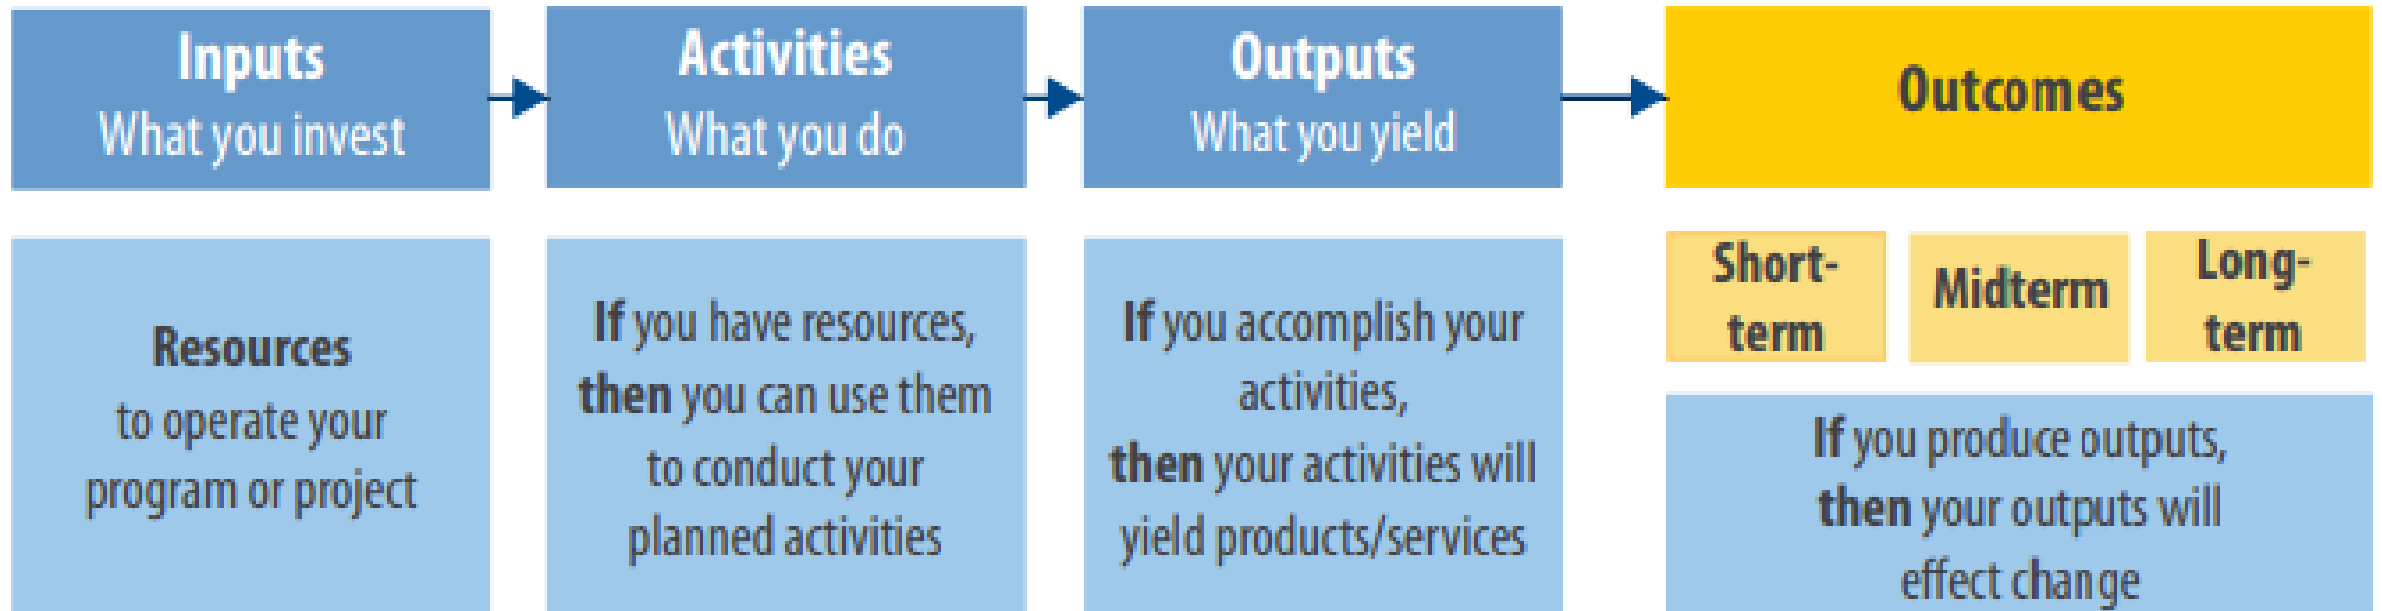 Inputs
What you invest
Activities
What you do
Outputs
What you yield
Outcomes
Resources
to operate your
program or project
If you have resources,
then you can use them
to conduct your
planned activities
If you accomplish your
activities,
then your activities will
yield products/services
Short-
term
Midterm
Long-
term
If you produce outputs,
then your outputs will
effect change